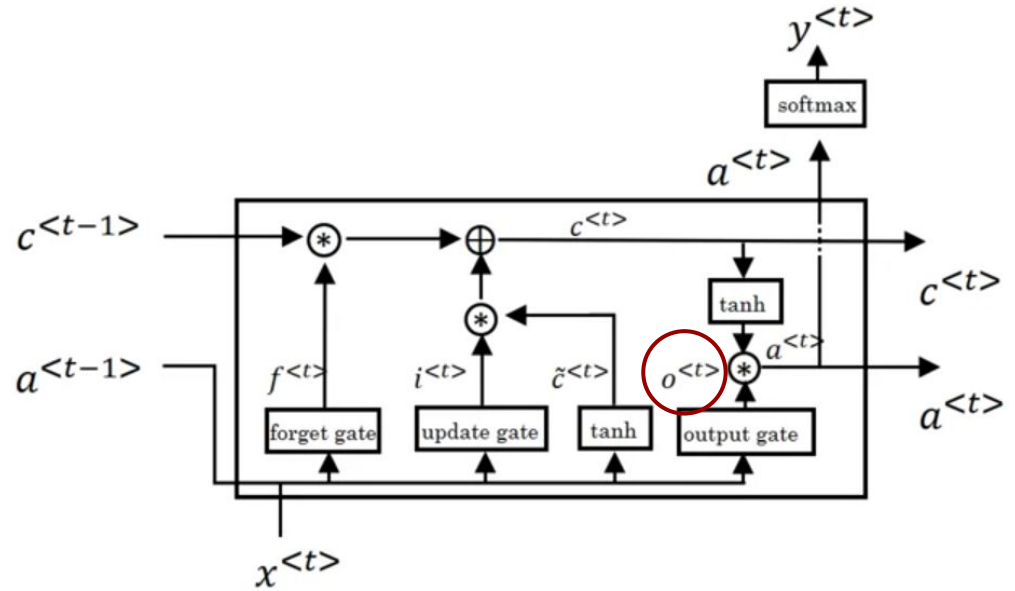 y<t>
softmax
a<t>
c<t-1>
c<t>
c<t>
tanh
a<t-1>
f<t>
i<t>
c̃<t>
o<t>
a<t>
a<t>
forget gate
update gate
tanh
output gate
x<t>